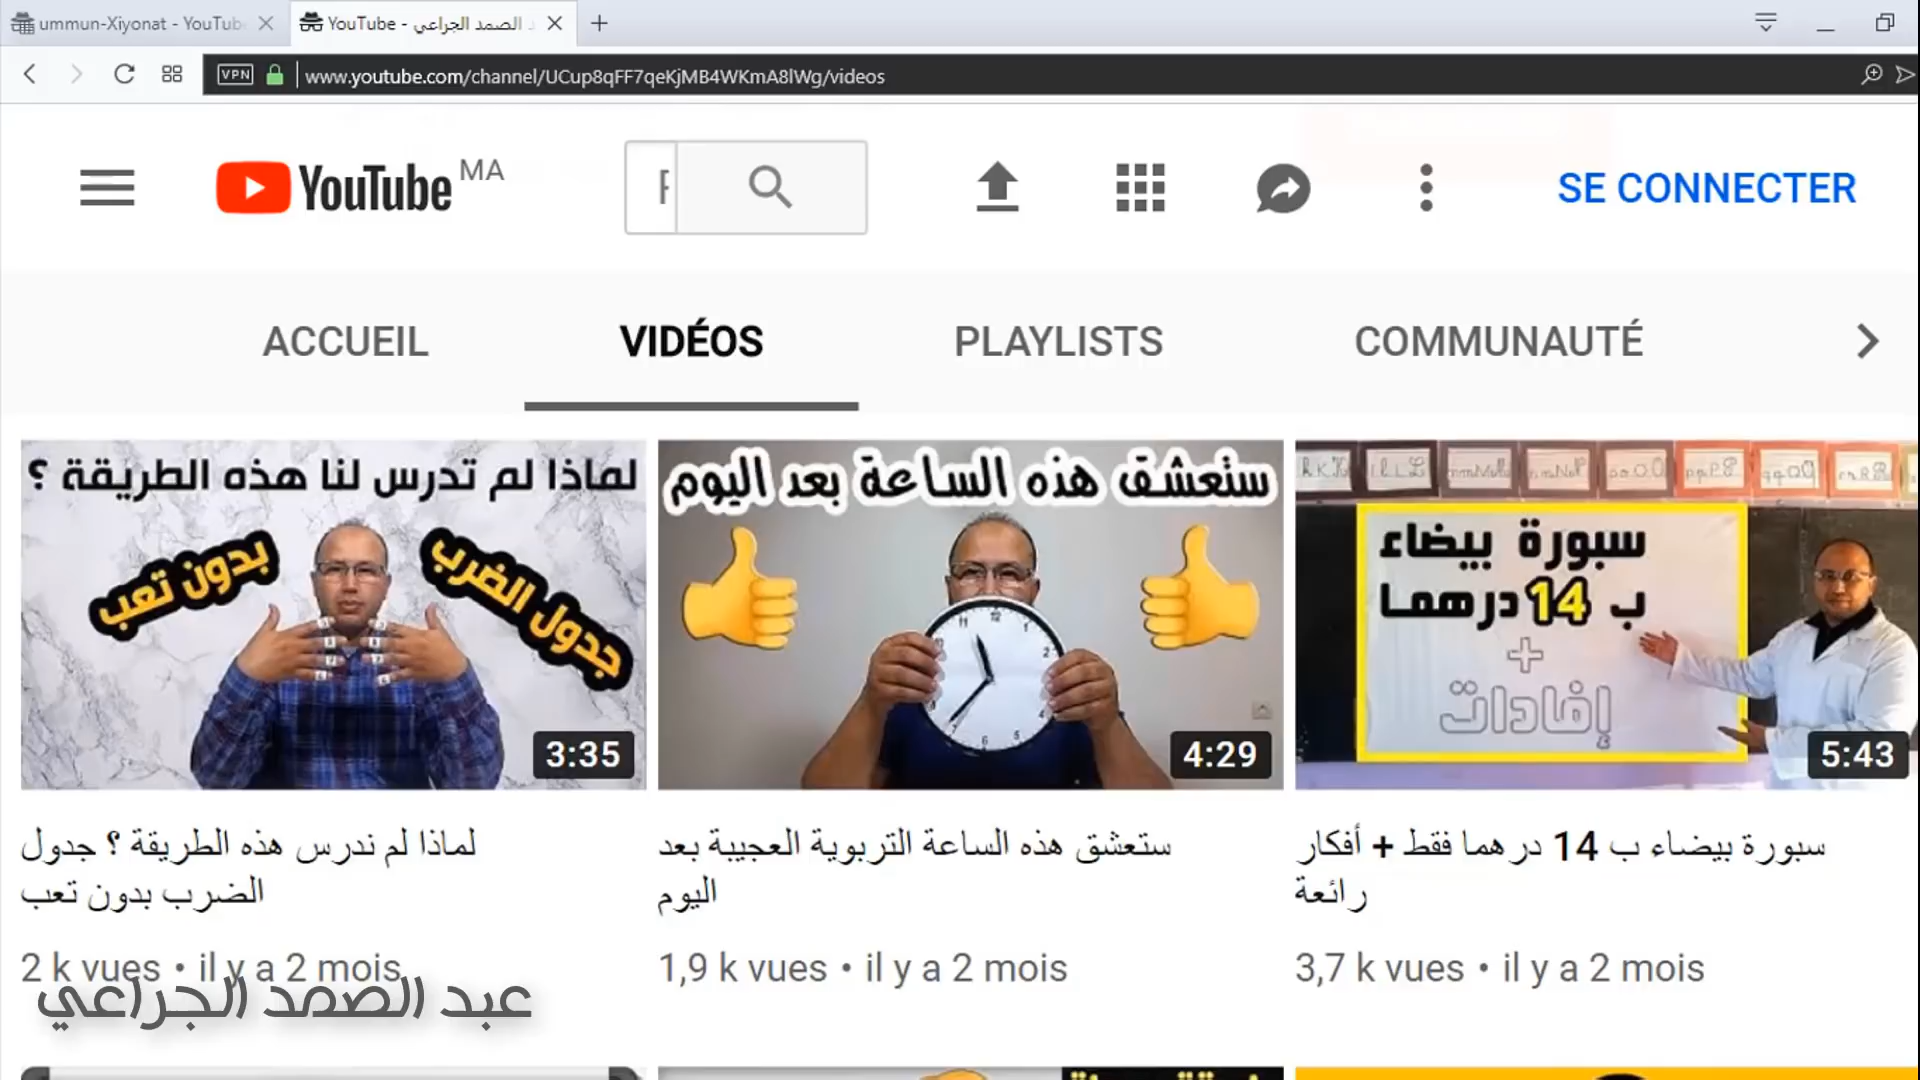 ummun-Xiyonat - YouTub
YouTube - د الصمد الجراعي
VPN
www.youtube.com/channel/UCup8qFF7qeKjMB4WKmA8lWg/videos
YouTube MA
SE CONNECTER
ACCUEIL
VIDÉOS
PLAYLISTS
COMMUNAUTÉ
لماذا لم تدرس لنا هذه الطريقة ؟
بدون تعب
جدول الضرب
3:35
ستعشق هذه الساعة بعد اليوم
4:29
سبورة بيضاء
ب 14 درهما
+
إفادات
5:43
لماذا لم ندرس هذه الطريقة ؟ جدول
الضرب بدون تعب
2 k vues • il y a 2 mois
ستعشق هذه الساعة التربوية العجيبة بعد
اليوم
1,9 k vues • il y a 2 mois
سبورة بيضاء ب 14 درهما فقط + أفكار
رائعة
3,7 k vues • il y a 2 mois
عبد الصمد الجراعي